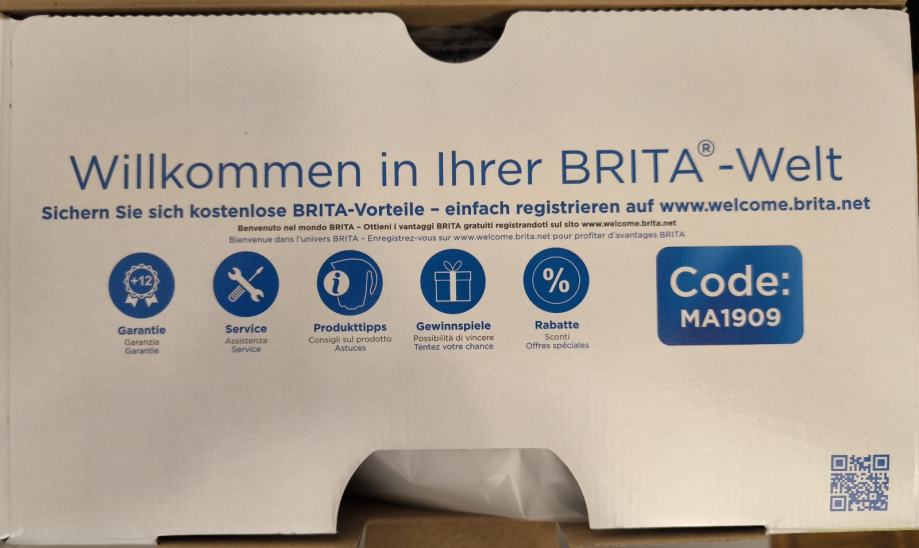 Willkommen in Ihrer BRITA®-Welt
Sichern Sie sich kostenlose BRITA-Vorteile – einfach registrieren auf www.welcome.brita.net
Benvenuto nel mondo BRITA – Ottieni i vantaggi BRITA gratuiti registrandoti sul sito www.welcome.brita.net
Bienvenue dans l'univers BRITA – Enregistrez-vous sur www.welcome.brita.net pour profiter d'avantages BRITA
+12
Garantie
Garanzia
Garantie
Service
Assistenza
Service
i
Produkttipps
Consigli sul prodotto
Astuces
Gewinnspiele
Possibilità di vincere
Tentez votre chance
%
Rabatte
Sconti
Offres spéciales
Code:
MA1909